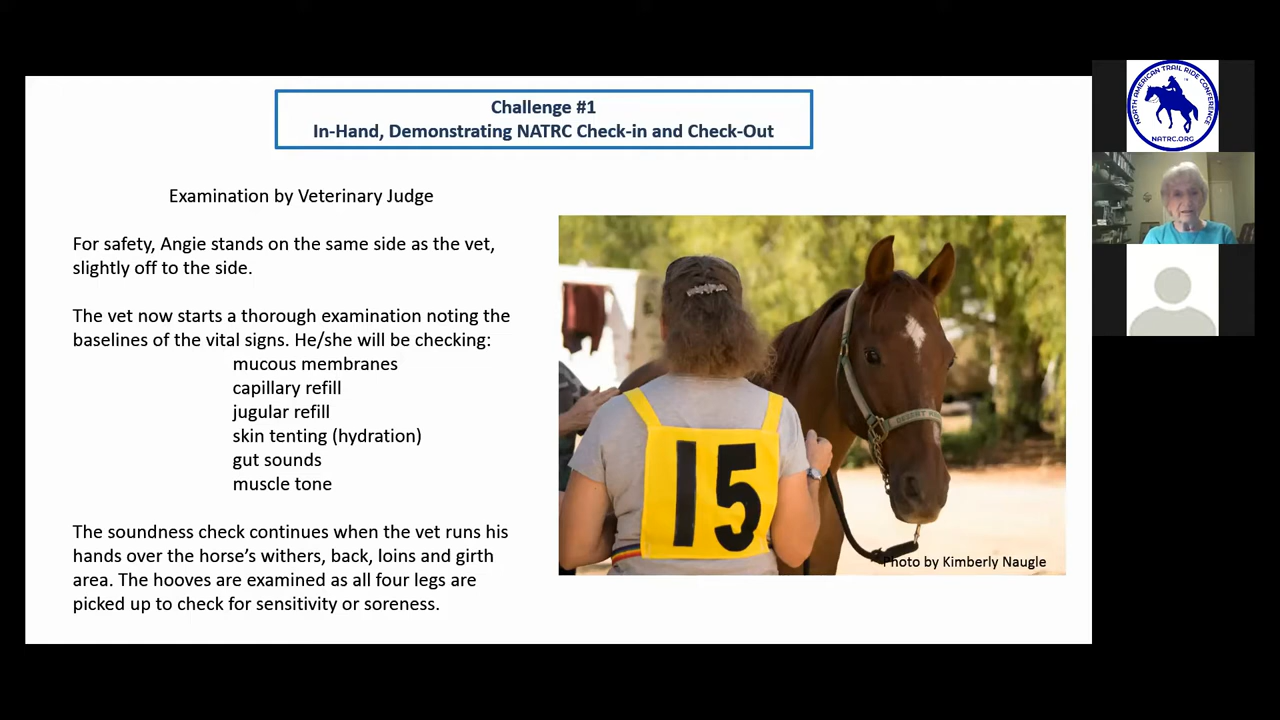 Challenge #1
In-Hand, Demonstrating NATRC Check-in and Check-Out
Examination by Veterinary Judge
For safety, Angie stands on the same side as the vet,
slightly off to the side.
The vet now starts a thorough examination noting the
baselines of the vital signs. He/she will be checking:
mucous membranes
capillary refill
jugular refill
skin tenting (hydration)
gut sounds
muscle tone
The soundness check continues when the vet runs his
hands over the horse's withers, back, loins and girth
area. The hooves are examined as all four legs are
picked up to check for sensitivity or soreness.
15
Photo by Kimberly Naugle
NORTH AMERICAN TRAIL RIDE CONFERENCE
NATRC.ORG